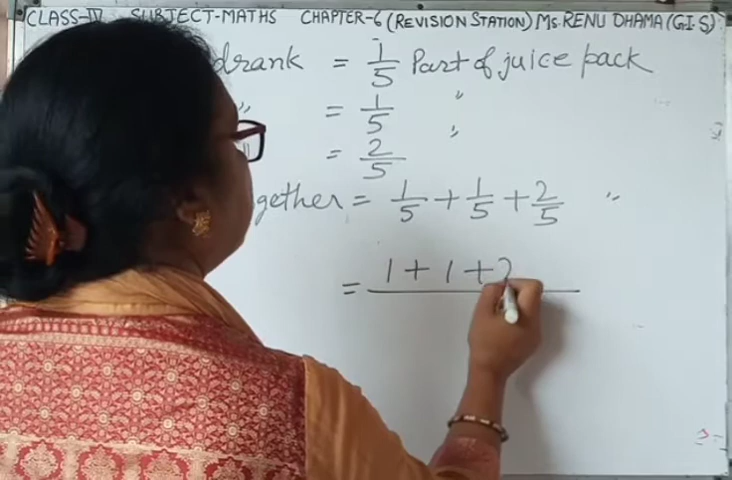 CLASS-IV SUBJECT-MATHS CHAPTER-6 (REVISION STATION) Ms. RENU DHAMA (G.I.S)
drank = 1/5 Part of juice pack
" = 1/5 "
" = 2/5 "
gether = 1/5 + 1/5 + 2/5 "
= 1 + 1 + 2